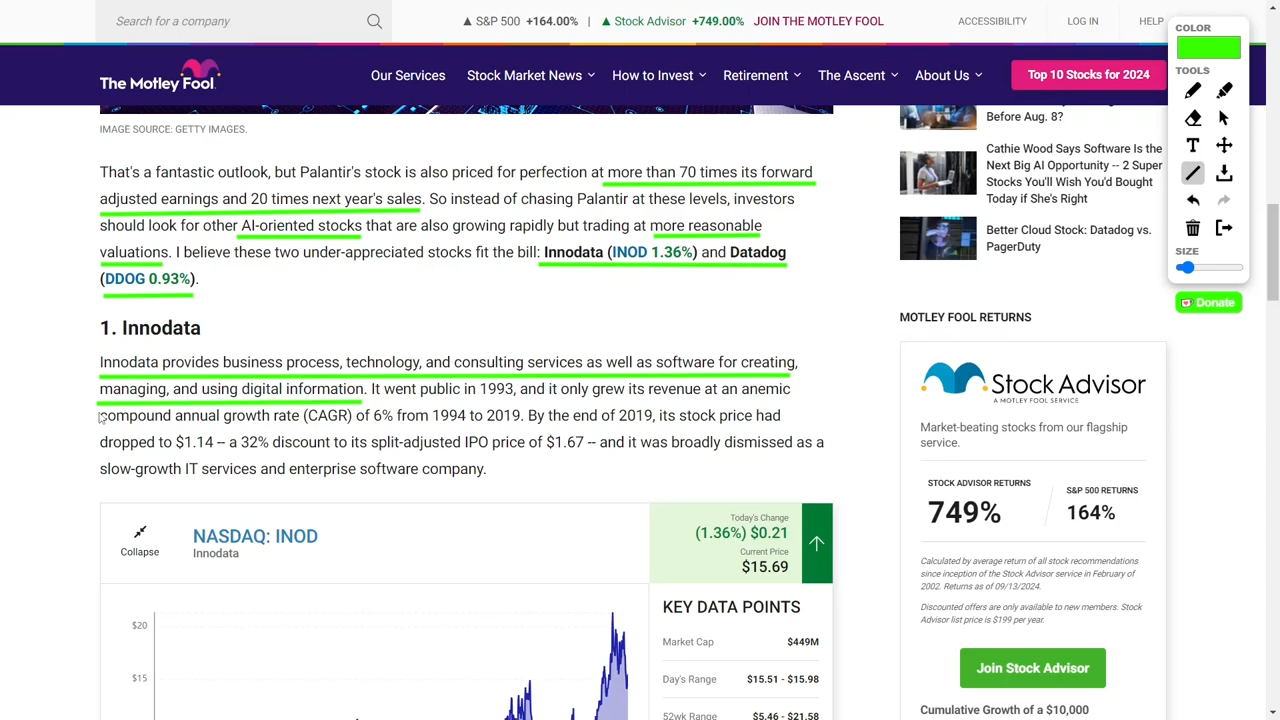 Search for a company
▲ S&P 500 +164.00% | ▲ Stock Advisor +749.00% JOIN THE MOTLEY FOOL
ACCESSIBILITY LOG IN HELP
The Motley Fool
Our Services Stock Market News How to Invest Retirement The Ascent About Us Top 10 Stocks for 2024
IMAGE SOURCE: GETTY IMAGES.
That's a fantastic outlook, but Palantir's stock is also priced for perfection at more than 70 times its forward
adjusted earnings and 20 times next year's sales. So instead of chasing Palantir at these levels, investors
should look for other AI-oriented stocks that are also growing rapidly but trading at more reasonable
valuations. I believe these two under-appreciated stocks fit the bill: Innodata (INOD 1.36%) and Datadog
(DDOG 0.93%).
1. Innodata
Innodata provides business process, technology, and consulting services as well as software for creating,
managing, and using digital information. It went public in 1993, and it only grew its revenue at an anemic
compound annual growth rate (CAGR) of 6% from 1994 to 2019. By the end of 2019, its stock price had
dropped to $1.14 -- a 32% discount to its split-adjusted IPO price of $1.67 -- and it was broadly dismissed as a
slow-growth IT services and enterprise software company.
Collapse
NASDAQ: INOD
Innodata
Today's Change
(1.36%) $0.21
Current Price
$15.69
$20
$15
KEY DATA POINTS
Market Cap $449M
Day's Range $15.51 - $15.98
52wk Range $5.46 - $21.58
Before Aug. 8?
Cathie Wood Says Software Is the
Next Big AI Opportunity -- 2 Super
Stocks You'll Wish You'd Bought
Today if She's Right
Better Cloud Stock: Datadog vs.
PagerDuty
MOTLEY FOOL RETURNS
Stock Advisor
A MOTLEY FOOL SERVICE
Market-beating stocks from our flagship
service.
STOCK ADVISOR RETURNS
749%
S&P 500 RETURNS
164%
Calculated by average return of all stock recommendations
since inception of the Stock Advisor service in February of
2002. Returns as of 09/13/2024.
Discounted offers are only available to new members. Stock
Advisor list price is $199 per year.
Join Stock Advisor
Cumulative Growth of a $10,000
COLOR
TOOLS
T
SIZE
Donate